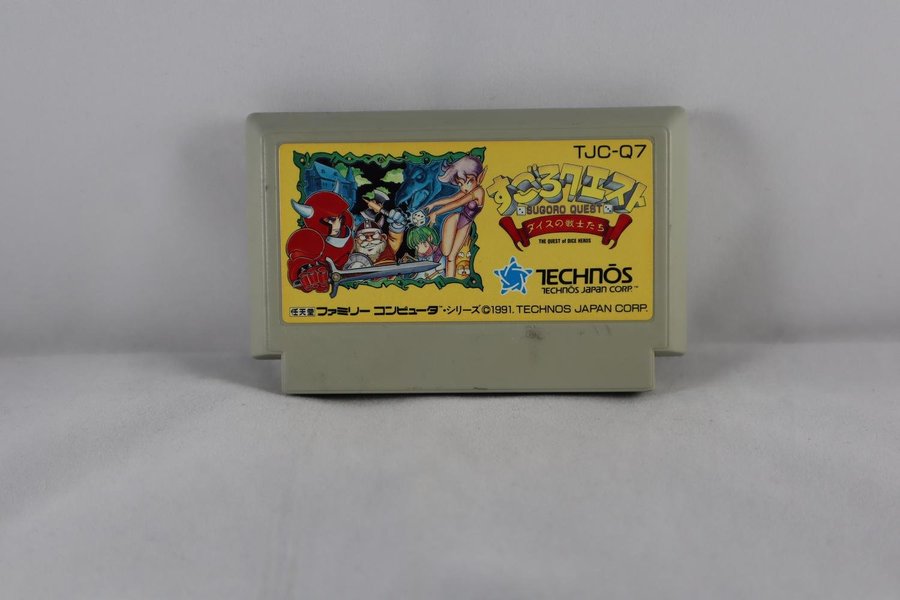 TJC-Q7
すごろクエスト
SUGORO QUEST
ダイスの戦士たち
THE QUEST of DICE HEROS
TECHNŌS
TECHNŌS JAPAN CORP.™
任天堂 ファミリー コンピュータ・シリーズ ©1991. TECHNOS JAPAN CORP.